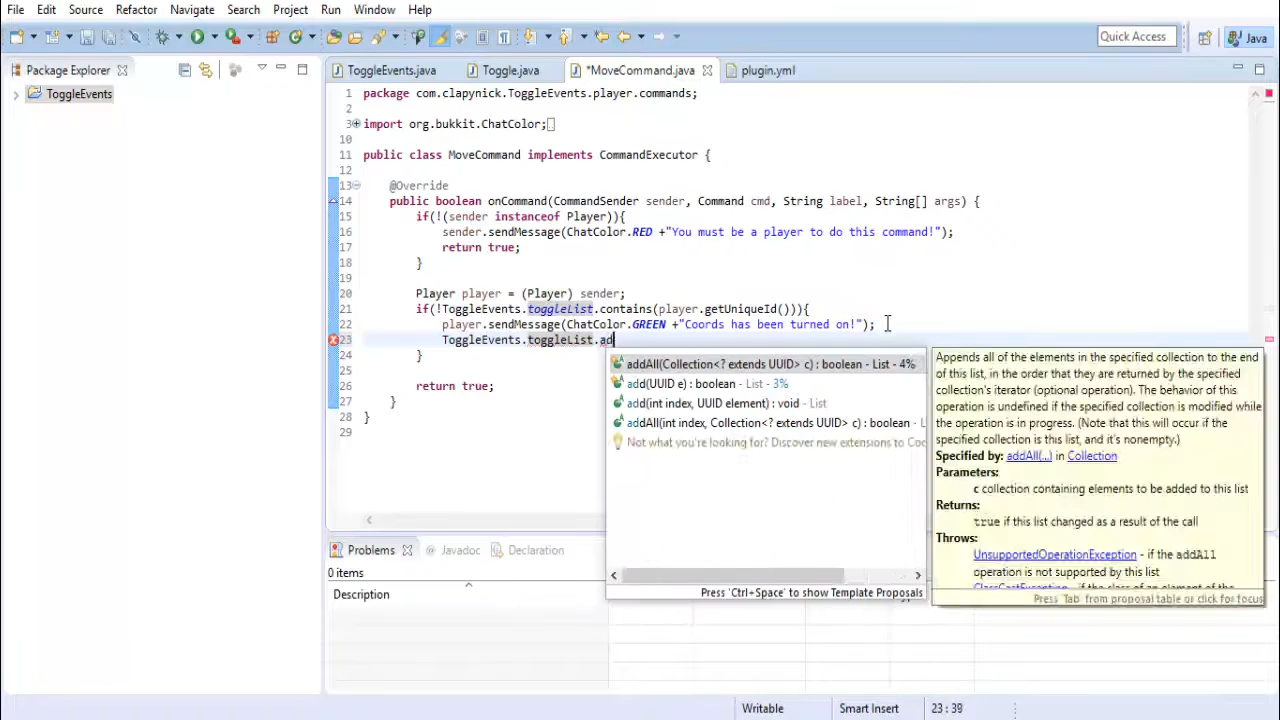 File Edit Source Refactor Navigate Search Project Run Window Help
Quick Access Java
Package Explorer
ToggleEvents
ToggleEvents.java Toggle.java *MoveCommand.java plugin.yml
1 package com.clapynick.ToggleEvents.player.commands;
2
3 import org.bukkit.ChatColor;
10
11 public class MoveCommand implements CommandExecutor {
12
13 @Override
14 public boolean onCommand(CommandSender sender, Command cmd, String label, String[] args) {
15 if(!(sender instanceof Player)){
16 sender.sendMessage(ChatColor.RED +"You must be a player to do this command!");
17 return true;
18 }
19
20 Player player = (Player) sender;
21 if(!ToggleEvents.toggleList.contains(player.getUniqueId())){
22 player.sendMessage(ChatColor.GREEN +"Coords has been turned on!");
23 ToggleEvents.toggleList.ad
24 }
25
26 return true;
27 }
28 }
29
addAll(Collection<? extends UUID> c) : boolean - List - 4%
add(UUID e) : boolean - List - 3%
add(int index, UUID element) : void - List
addAll(int index, Collection<? extends UUID> c) : boolean - L
Not what you're looking for? Discover new extensions to Coc
Press 'Ctrl+Space' to show Template Proposals
Appends all of the elements in the specified collection to the end
of this list, in the order that they are returned by the specified
collection's iterator (optional operation). The behavior of this
operation is undefined if the specified collection is modified while
the operation is in progress. (Note that this will occur if the
specified collection is this list, and it's nonempty.)
Specified by: addAll(...) in Collection
Parameters:
c collection containing elements to be added to this list
Returns:
true if this list changed as a result of the call
Throws:
UnsupportedOperationException - if the addAll
operation is not supported by this list
Press 'Tab' from proposal table or click for focus
Problems Javadoc Declaration
0 items
Description
Writable Smart Insert 23 : 39